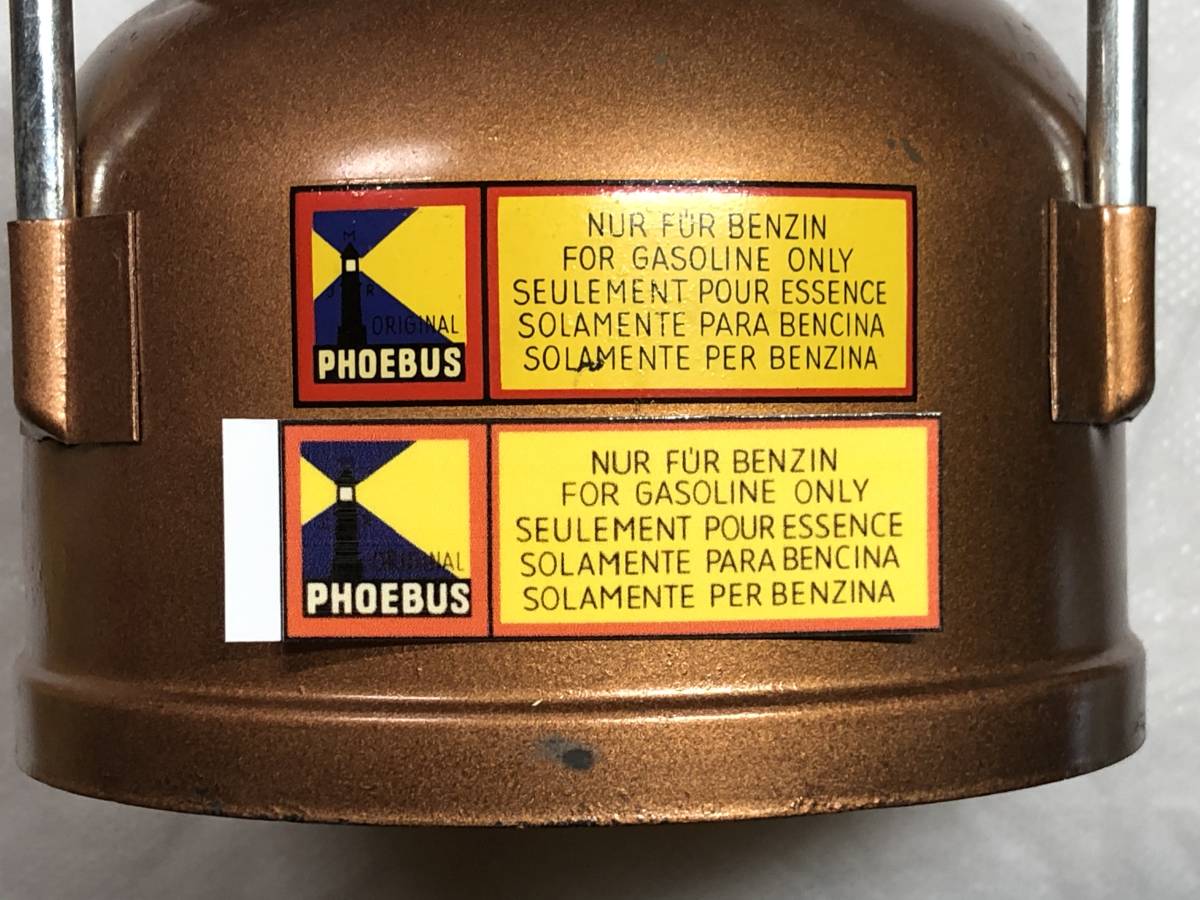 M
J R
ORIGINAL
PHOEBUS
NUR FÜR BENZIN
FOR GASOLINE ONLY
SEULEMENT POUR ESSENCE
SOLAMENTE PARA BENCINA
SOLAMENTE PER BENZINA
ORIGINAL
PHOEBUS
NUR FÜR BENZIN
FOR GASOLINE ONLY
SEULEMENT POUR ESSENCE
SOLAMENTE PARA BENCINA
SOLAMENTE PER BENZINA